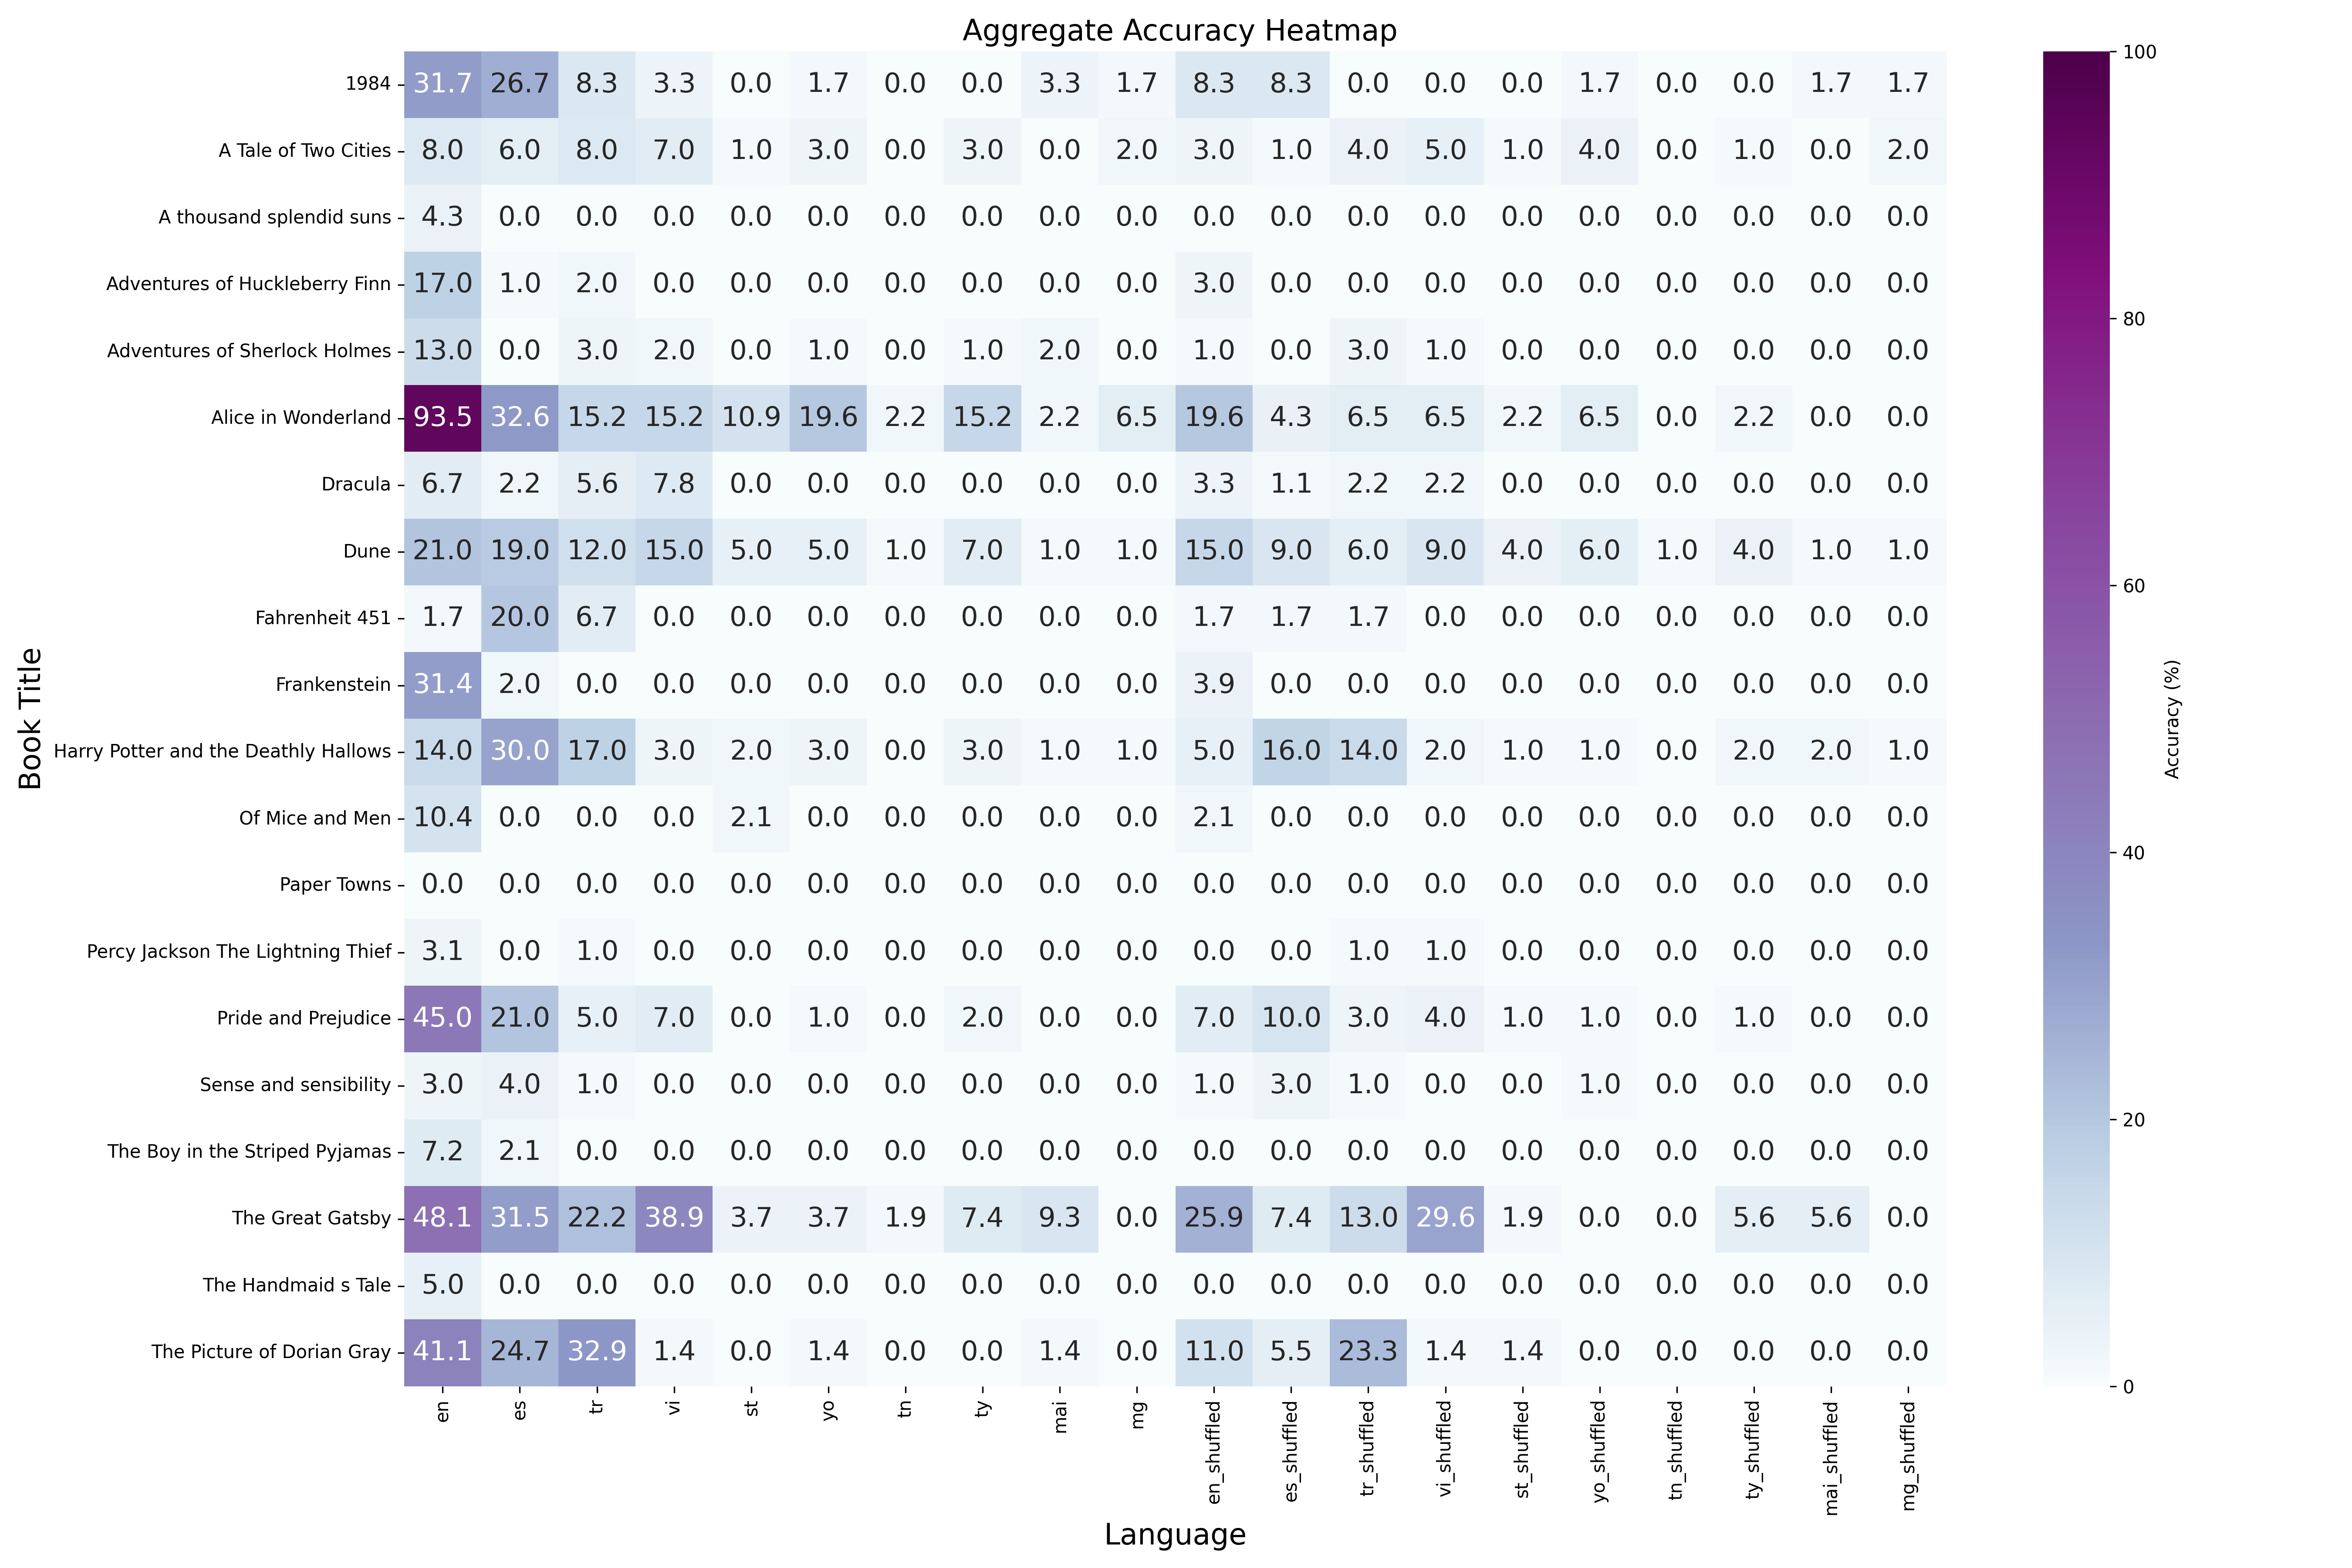 Aggregate Accuracy Heatmap
Book Title
1984 31.7 26.7 8.3 3.3 0.0 1.7 0.0 0.0 3.3 1.7 8.3 8.3 0.0 0.0 0.0 1.7 0.0 0.0 1.7 1.7
A Tale of Two Cities 8.0 6.0 8.0 7.0 1.0 3.0 0.0 3.0 0.0 2.0 3.0 1.0 4.0 5.0 1.0 4.0 0.0 1.0 0.0 2.0
A thousand splendid suns 4.3 0.0 0.0 0.0 0.0 0.0 0.0 0.0 0.0 0.0 0.0 0.0 0.0 0.0 0.0 0.0 0.0 0.0 0.0 0.0
Adventures of Huckleberry Finn 17.0 1.0 2.0 0.0 0.0 0.0 0.0 0.0 0.0 0.0 3.0 0.0 0.0 0.0 0.0 0.0 0.0 0.0 0.0 0.0
Adventures of Sherlock Holmes 13.0 0.0 3.0 2.0 0.0 1.0 0.0 1.0 2.0 0.0 1.0 0.0 3.0 1.0 0.0 0.0 0.0 0.0 0.0 0.0
Alice in Wonderland 93.5 32.6 15.2 15.2 10.9 19.6 2.2 15.2 2.2 6.5 19.6 4.3 6.5 6.5 2.2 6.5 0.0 2.2 0.0 0.0
Dracula 6.7 2.2 5.6 7.8 0.0 0.0 0.0 0.0 0.0 0.0 3.3 1.1 2.2 2.2 0.0 0.0 0.0 0.0 0.0 0.0
Dune 21.0 19.0 12.0 15.0 5.0 5.0 1.0 7.0 1.0 1.0 15.0 9.0 6.0 9.0 4.0 6.0 1.0 4.0 1.0 1.0
Fahrenheit 451 1.7 20.0 6.7 0.0 0.0 0.0 0.0 0.0 0.0 0.0 1.7 1.7 1.7 0.0 0.0 0.0 0.0 0.0 0.0 0.0
Frankenstein 31.4 2.0 0.0 0.0 0.0 0.0 0.0 0.0 0.0 0.0 3.9 0.0 0.0 0.0 0.0 0.0 0.0 0.0 0.0 0.0
Harry Potter and the Deathly Hallows 14.0 30.0 17.0 3.0 2.0 3.0 0.0 3.0 1.0 1.0 5.0 16.0 14.0 2.0 1.0 1.0 0.0 2.0 2.0 1.0
Of Mice and Men 10.4 0.0 0.0 0.0 2.1 0.0 0.0 0.0 0.0 0.0 2.1 0.0 0.0 0.0 0.0 0.0 0.0 0.0 0.0 0.0
Paper Towns 0.0 0.0 0.0 0.0 0.0 0.0 0.0 0.0 0.0 0.0 0.0 0.0 0.0 0.0 0.0 0.0 0.0 0.0 0.0 0.0
Percy Jackson The Lightning Thief 3.1 0.0 1.0 0.0 0.0 0.0 0.0 0.0 0.0 0.0 0.0 0.0 1.0 1.0 0.0 0.0 0.0 0.0 0.0 0.0
Pride and Prejudice 45.0 21.0 5.0 7.0 0.0 1.0 0.0 2.0 0.0 0.0 7.0 10.0 3.0 4.0 1.0 1.0 0.0 1.0 0.0 0.0
Sense and sensibility 3.0 4.0 1.0 0.0 0.0 0.0 0.0 0.0 0.0 0.0 1.0 3.0 1.0 0.0 0.0 1.0 0.0 0.0 0.0 0.0
The Boy in the Striped Pyjamas 7.2 2.1 0.0 0.0 0.0 0.0 0.0 0.0 0.0 0.0 0.0 0.0 0.0 0.0 0.0 0.0 0.0 0.0 0.0 0.0
The Great Gatsby 48.1 31.5 22.2 38.9 3.7 3.7 1.9 7.4 9.3 0.0 25.9 7.4 13.0 29.6 1.9 0.0 0.0 5.6 5.6 0.0
The Handmaid s Tale 5.0 0.0 0.0 0.0 0.0 0.0 0.0 0.0 0.0 0.0 0.0 0.0 0.0 0.0 0.0 0.0 0.0 0.0 0.0 0.0
The Picture of Dorian Gray 41.1 24.7 32.9 1.4 0.0 1.4 0.0 0.0 1.4 0.0 11.0 5.5 23.3 1.4 1.4 0.0 0.0 0.0 0.0 0.0
en es tr vi st yo tn ty mai mg en_shuffled es_shuffled tr_shuffled vi_shuffled st_shuffled yo_shuffled tn_shuffled ty_shuffled mai_shuffled mg_shuffled
Language
100
80
60
40
20
0
Accuracy (%)